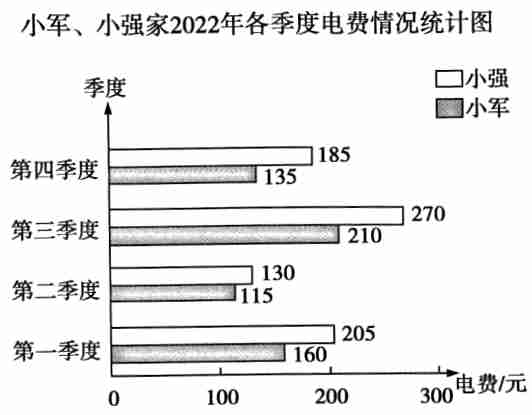 小军、小强家2022年各季度电费情况统计图
小强
小军
季度
第四季度
185
135
第三季度
270
210
第二季度
130
115
第一季度
205
160
0
100
200
300
电费/元